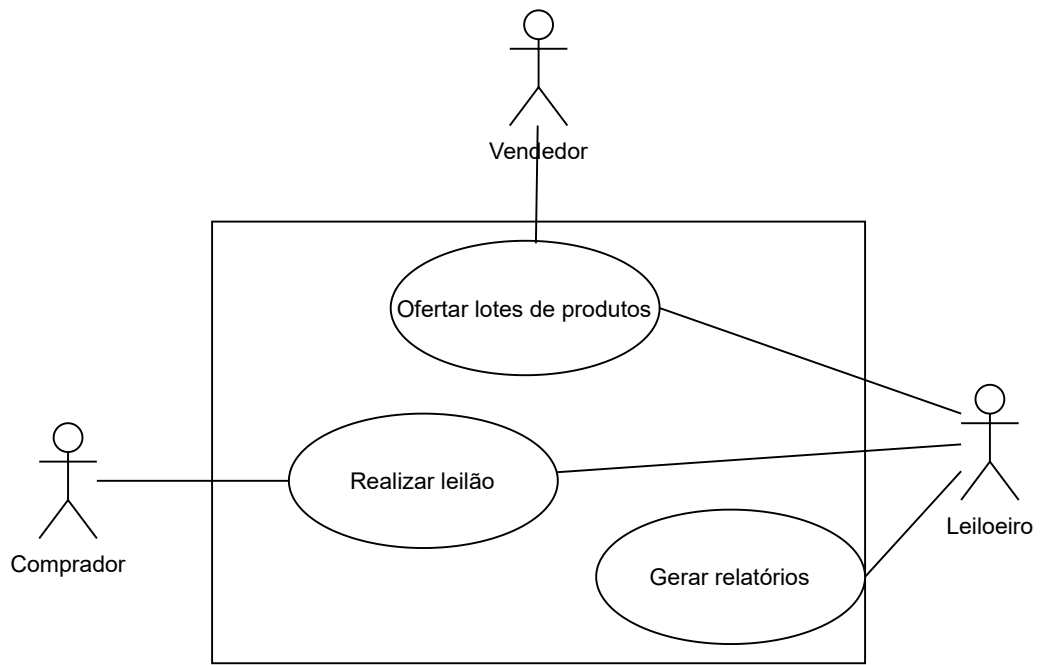 Vendedor
Ofertar lotes de produtos
Realizar leilão
Comprador
Leiloeiro
Gerar relatórios